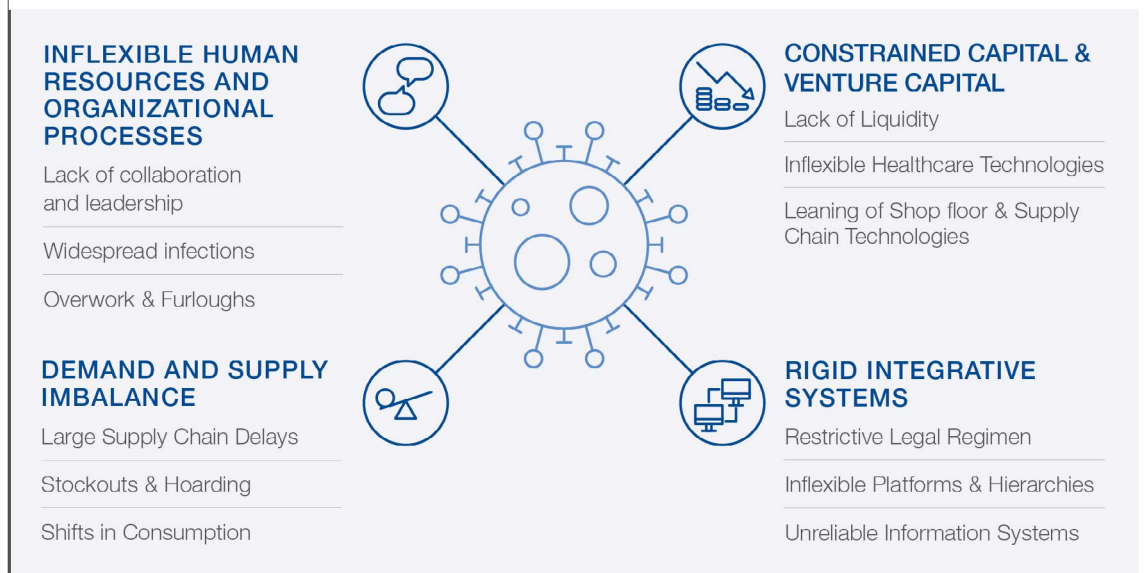 INFLEXIBLE HUMAN
RESOURCES AND
ORGANIZATIONAL
PROCESSES
Lack of collaboration
and leadership
Widespread infections
Overwork & Furloughs
CONSTRAINED CAPITAL &
VENTURE CAPITAL
Lack of Liquidity
Inflexible Healthcare Technologies
Leaning of Shop floor & Supply
Chain Technologies
DEMAND AND SUPPLY
IMBALANCE
Large Supply Chain Delays
Stockouts & Hoarding
Shifts in Consumption
RIGID INTEGRATIVE
SYSTEMS
Restrictive Legal Regimen
Inflexible Platforms & Hierarchies
Unreliable Information Systems